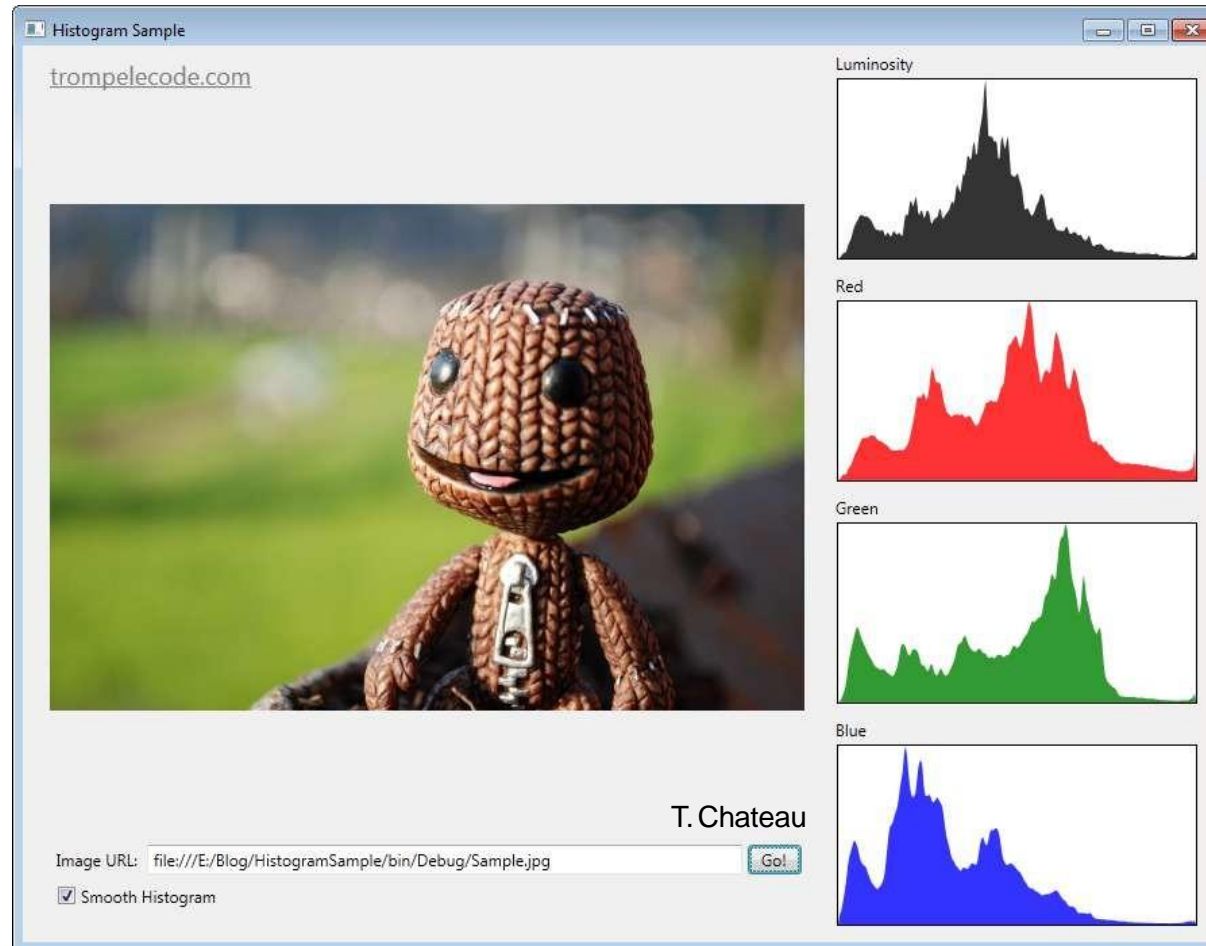 Histogram Sample
trompelecode.com
Luminosity
Red
Green
Blue
T. Chateau
Image URL: file:///E:/Blog/HistogramSample/bin/Debug/Sample.jpg Go!
Smooth Histogram